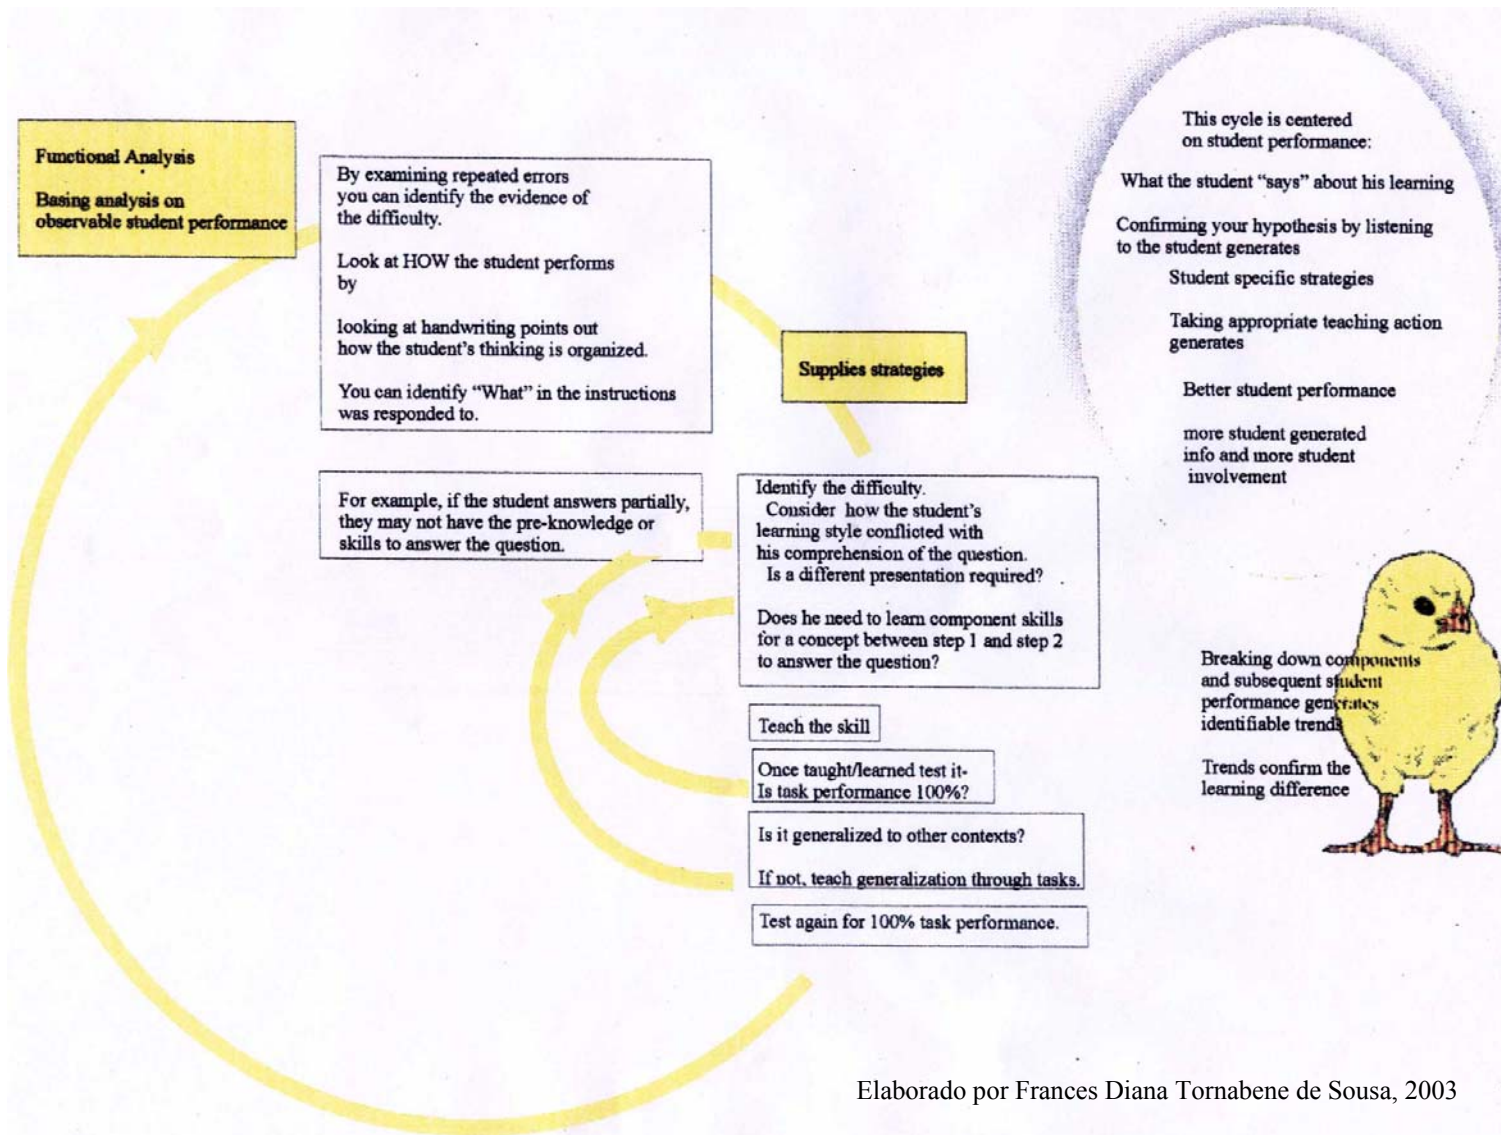 Functional Analysis
Basing analysis on
observable student performance
By examining repeated errors
you can identify the evidence of
the difficulty.
Look at HOW the student performs
by
looking at handwriting points out
how the student's thinking is organized.
You can identify “What” in the instructions
was responded to.
For example, if the student answers partially,
they may not have the pre-knowledge or
skills to answer the question.
Supplies strategies
Identify the difficulty.
Consider how the student's
learning style conflicted with
his comprehension of the question.
Is a different presentation required?
Does he need to learn component skills
for a concept between step 1 and step 2
to answer the question?
Teach the skill
Once taught/learned test it-
Is task performance 100%?
Is it generalized to other contexts?
If not, teach generalization through tasks.
Test again for 100% task performance.
This cycle is centered
on student performance:
What the student “says” about his learning
Confirming your hypothesis by listening
to the student generates
Student specific strategies
Taking appropriate teaching action
generates
Better student performance
more student generated
info and more student
involvement
Breaking down components
and subsequent student
performance generates
identifiable trends
Trends confirm the
learning difference
Elaborado por Frances Diana Tornabene de Sousa, 2003